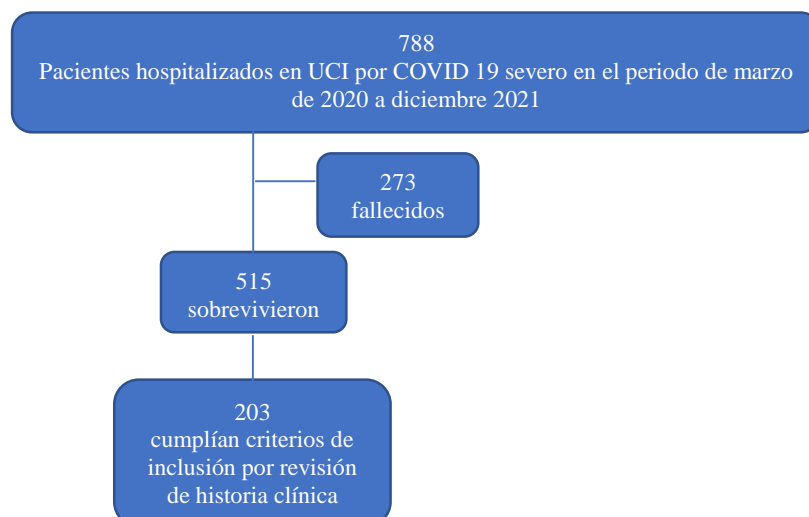 788
Pacientes hospitalizados en UCI por COVID 19 severo en el periodo de marzo
de 2020 a diciembre 2021
273
fallecidos
515
sobrevivieron
203
cumplían criterios de
inclusión por revisión
de historia clínica